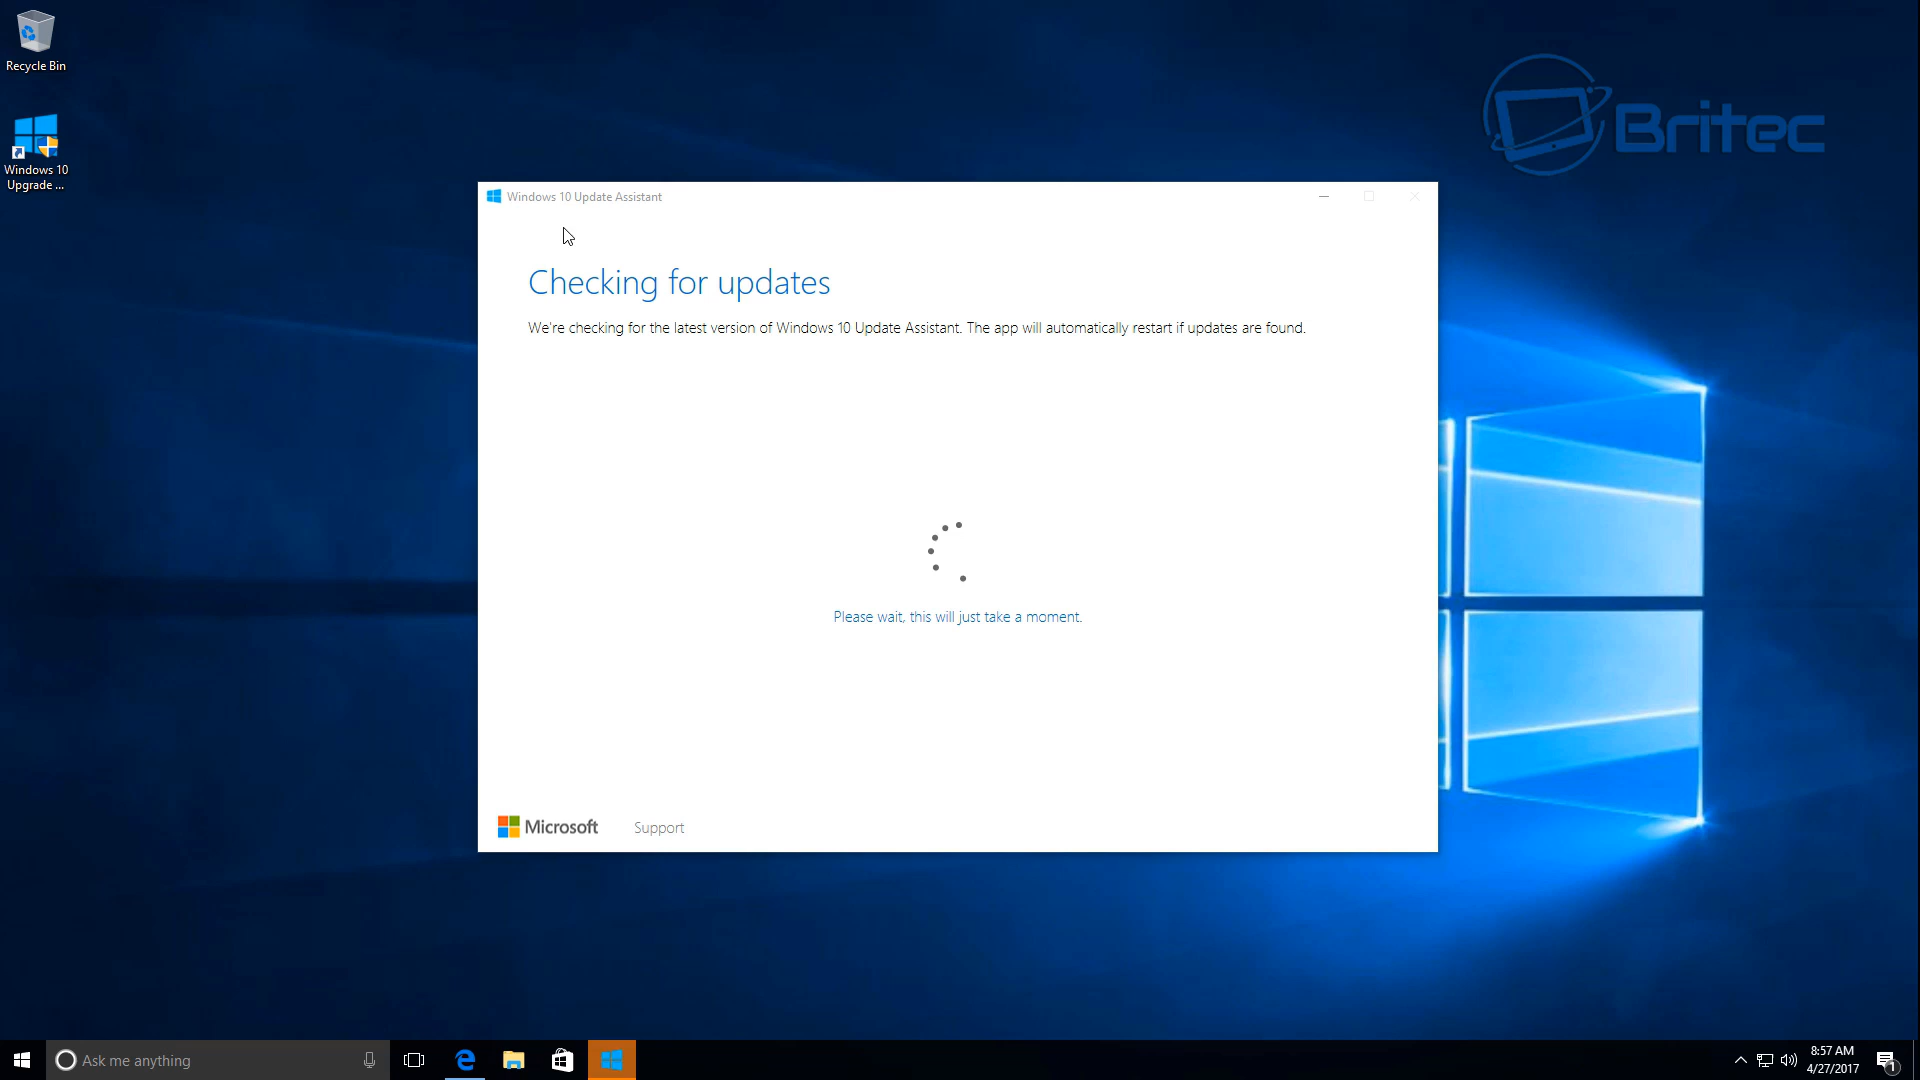 Recycle Bin
Windows 10
Upgrade ...
Britec
Windows 10 Update Assistant
Checking for updates
We're checking for the latest version of Windows 10 Update Assistant. The app will automatically restart if updates are found.
Please wait, this will just take a moment.
Microsoft
Support
Ask me anything
8:57 AM
4/27/2017
1